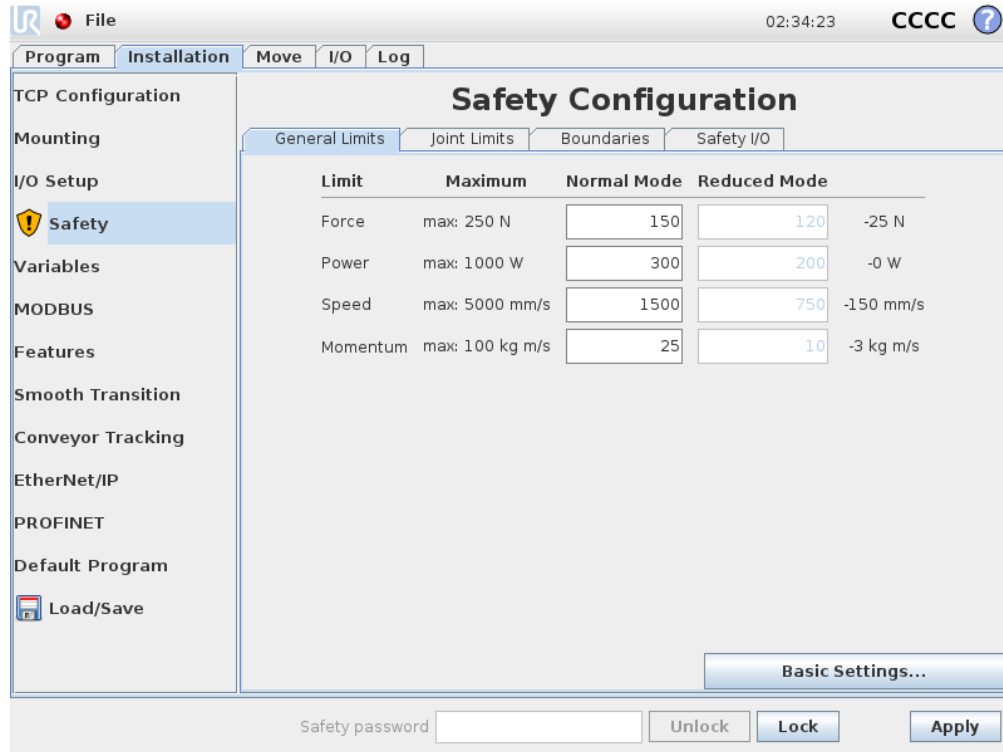 UR File 02:34:23 CCCC ?
Program Installation Move I/O Log
TCP Configuration
Mounting
I/O Setup
Safety
Variables
MODBUS
Features
Smooth Transition
Conveyor Tracking
EtherNet/IP
PROFINET
Default Program
Load/Save
Safety Configuration
General Limits Joint Limits Boundaries Safety I/O
Limit Maximum Normal Mode Reduced Mode
Force max: 250 N 150 120 -25 N
Power max: 1000 W 300 200 -0 W
Speed max: 5000 mm/s 1500 750 -150 mm/s
Momentum max: 100 kg m/s 25 10 -3 kg m/s
Basic Settings...
Safety password Unlock Lock Apply